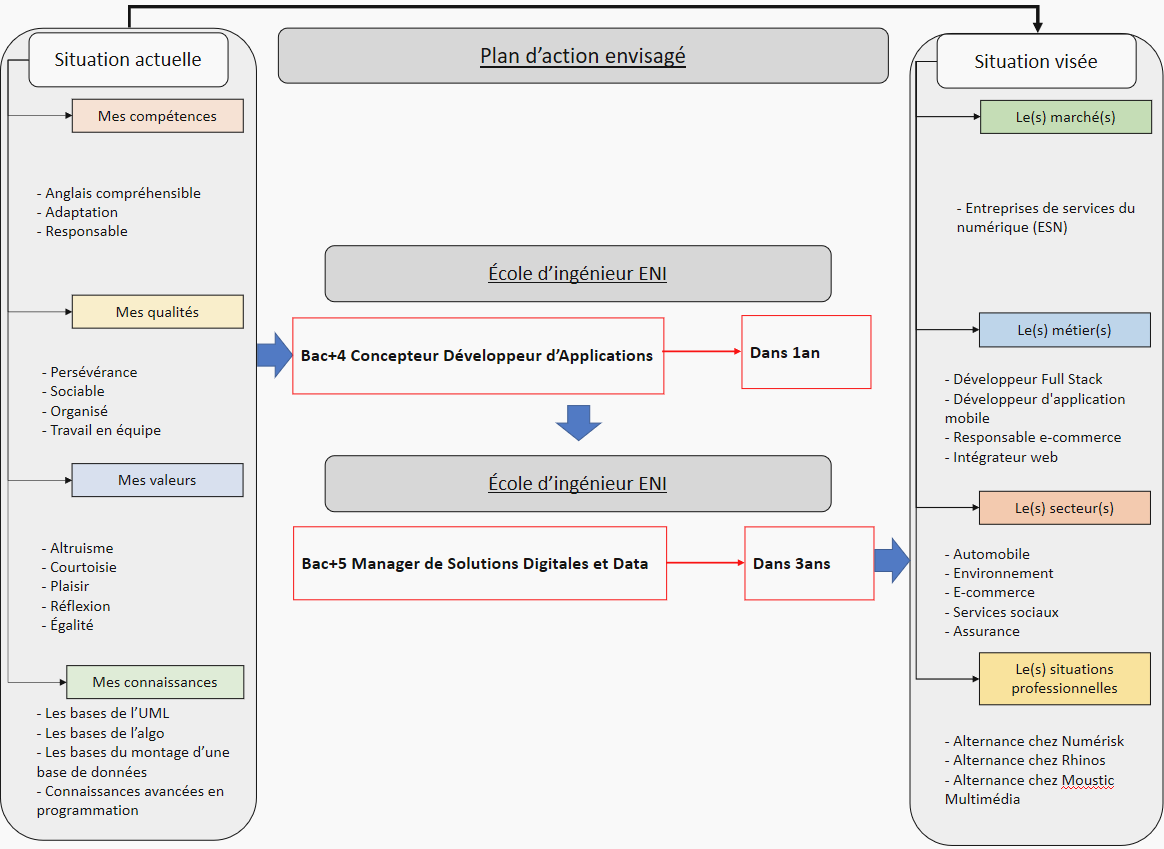 Situation actuelle
Mes compétences
- Anglais compréhensible
- Adaptation
- Responsable
Mes qualités
- Persévérance
- Sociable
- Organisé
- Travail en équipe
Mes valeurs
- Altruisme
- Courtoisie
- Plaisir
- Réflexion
- Égalité
Mes connaissances
- Les bases de l’UML
- Les bases de l’algo
- Les bases du montage d’une
base de données
- Connaissances avancées en
programmation
Plan d’action envisagé
École d’ingénieur ENI
Bac+4 Concepteur Développeur d’Applications
Dans 1an
École d’ingénieur ENI
Bac+5 Manager de Solutions Digitales et Data
Dans 3ans
Situation visée
Le(s) marché(s)
- Entreprises de services du
numérique (ESN)
Le(s) métier(s)
- Développeur Full Stack
- Développeur d'application
mobile
- Responsable e-commerce
- Intégrateur web
Le(s) secteur(s)
- Automobile
- Environnement
- E-commerce
- Services sociaux
- Assurance
Le(s) situations
professionnelles
- Alternance chez Numérisk
- Alternance chez Rhinos
- Alternance chez Moustic
Multimédia